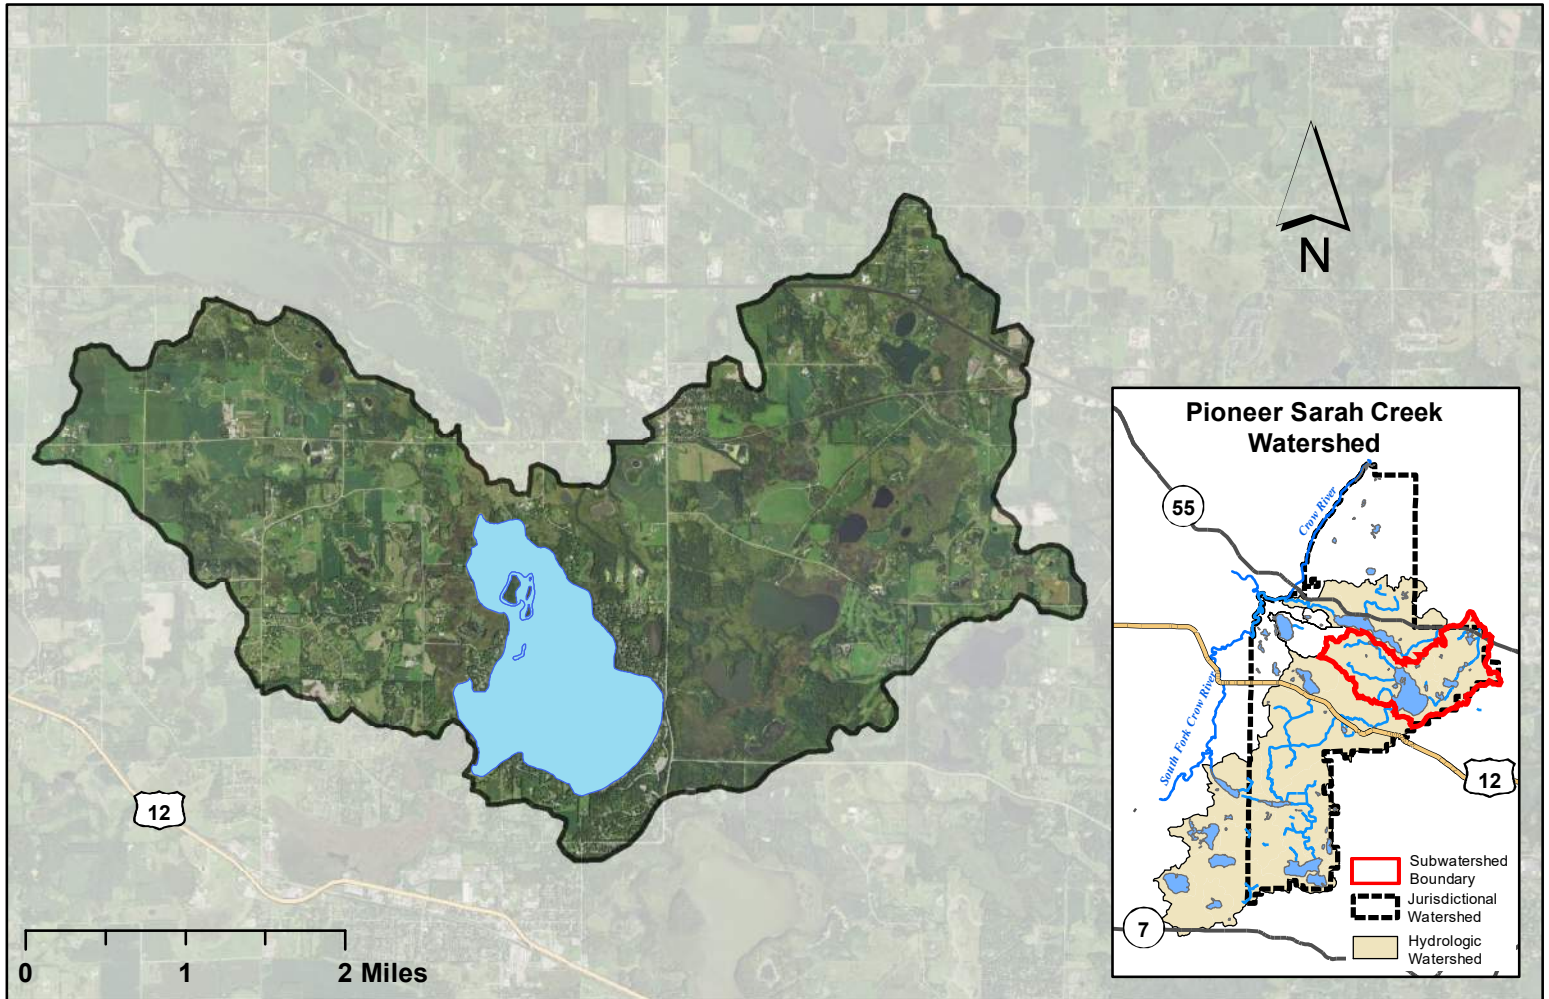 N
12
0 1 2 Miles
Pioneer Sarah Creek
Watershed
55
Crow River
South Fork Crow River
12
7
Subwatershed
Boundary
Jurisdictional
Watershed
Hydrologic
Watershed